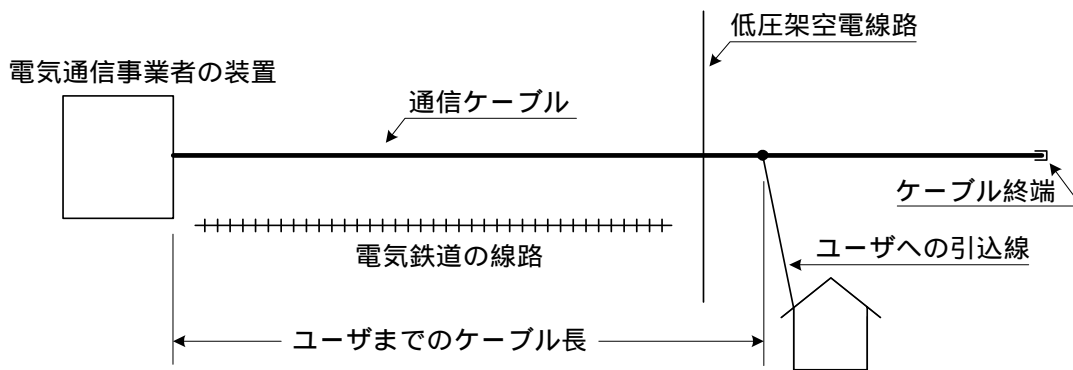 低圧架空電線路
電気通信事業者の装置
通信ケーブル
ケーブル終端
電気鉄道の線路
ユーザへの引込線
ユーザまでのケーブル長